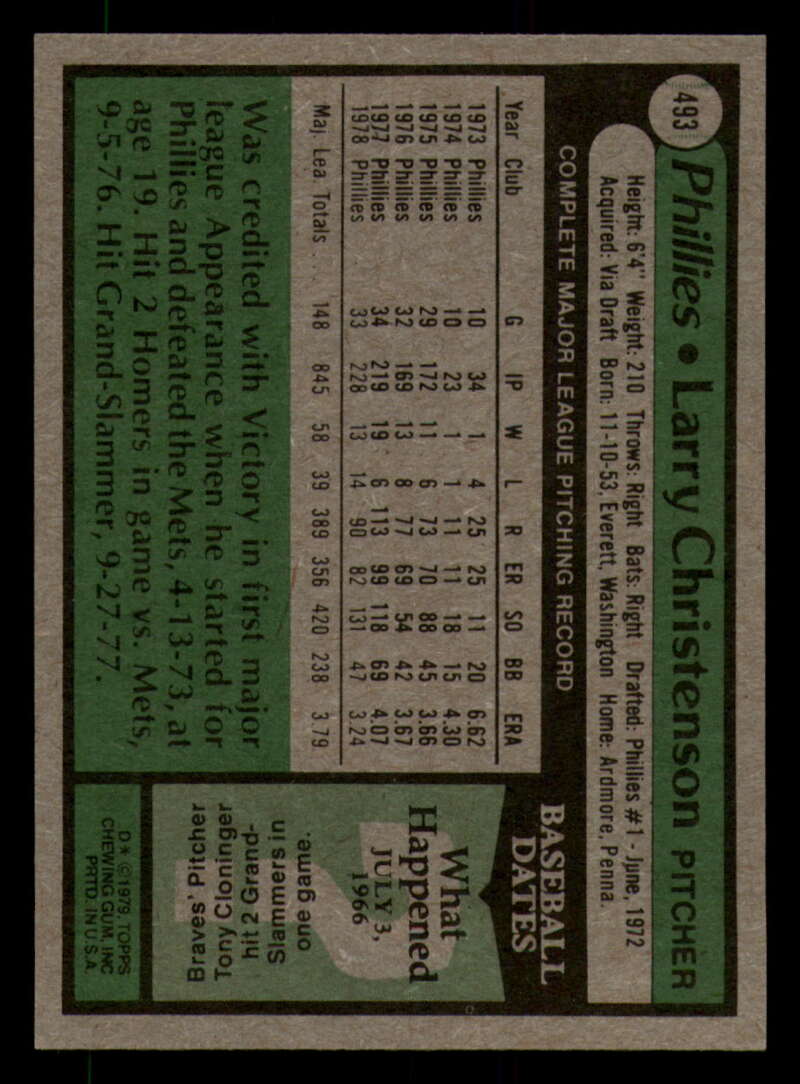 493
Phillies • Larry Christenson PITCHER
Height: 6'4" Weight: 210 Throws: Right Bats: Right Drafted: Phillies #1 - June, 1972
Acquired: Via Draft Born: 11-10-53, Everett, Washington Home: Ardmore, Penna.
COMPLETE MAJOR LEAGUE PITCHING RECORD
Year Club G IP W L R ER SO BB ERA
1973 Phillies 10 34 1 4 25 25 11 20 6.62
1974 Phillies 10 23 1 1 11 11 18 15 4.30
1975 Phillies 29 172 11 6 73 70 88 45 3.66
1976 Phillies 32 169 13 8 77 69 54 42 3.67
1977 Phillies 34 219 19 6 113 99 118 69 4.07
1978 Phillies 33 228 13 14 90 82 131 47 3.24
Maj. Lea. Totals . . . 148 845 58 39 389 356 420 238 3.79
Was credited with Victory in first major
league Appearance when he started for
Phillies and defeated the Mets, 4-13-73, at
age 19. Hit 2 Homers in game vs. Mets,
9-5-76. Hit Grand-Slammer, 9-27-77.
BASEBALL
DATES
What
Happened
JULY 3,
1966
Braves' Pitcher
Tony Cloninger
hit 2 Grand-
Slammers in
one game.
D* © 1979, TOPPS
CHEWING GUM, INC
PRTD. IN U.S.A.